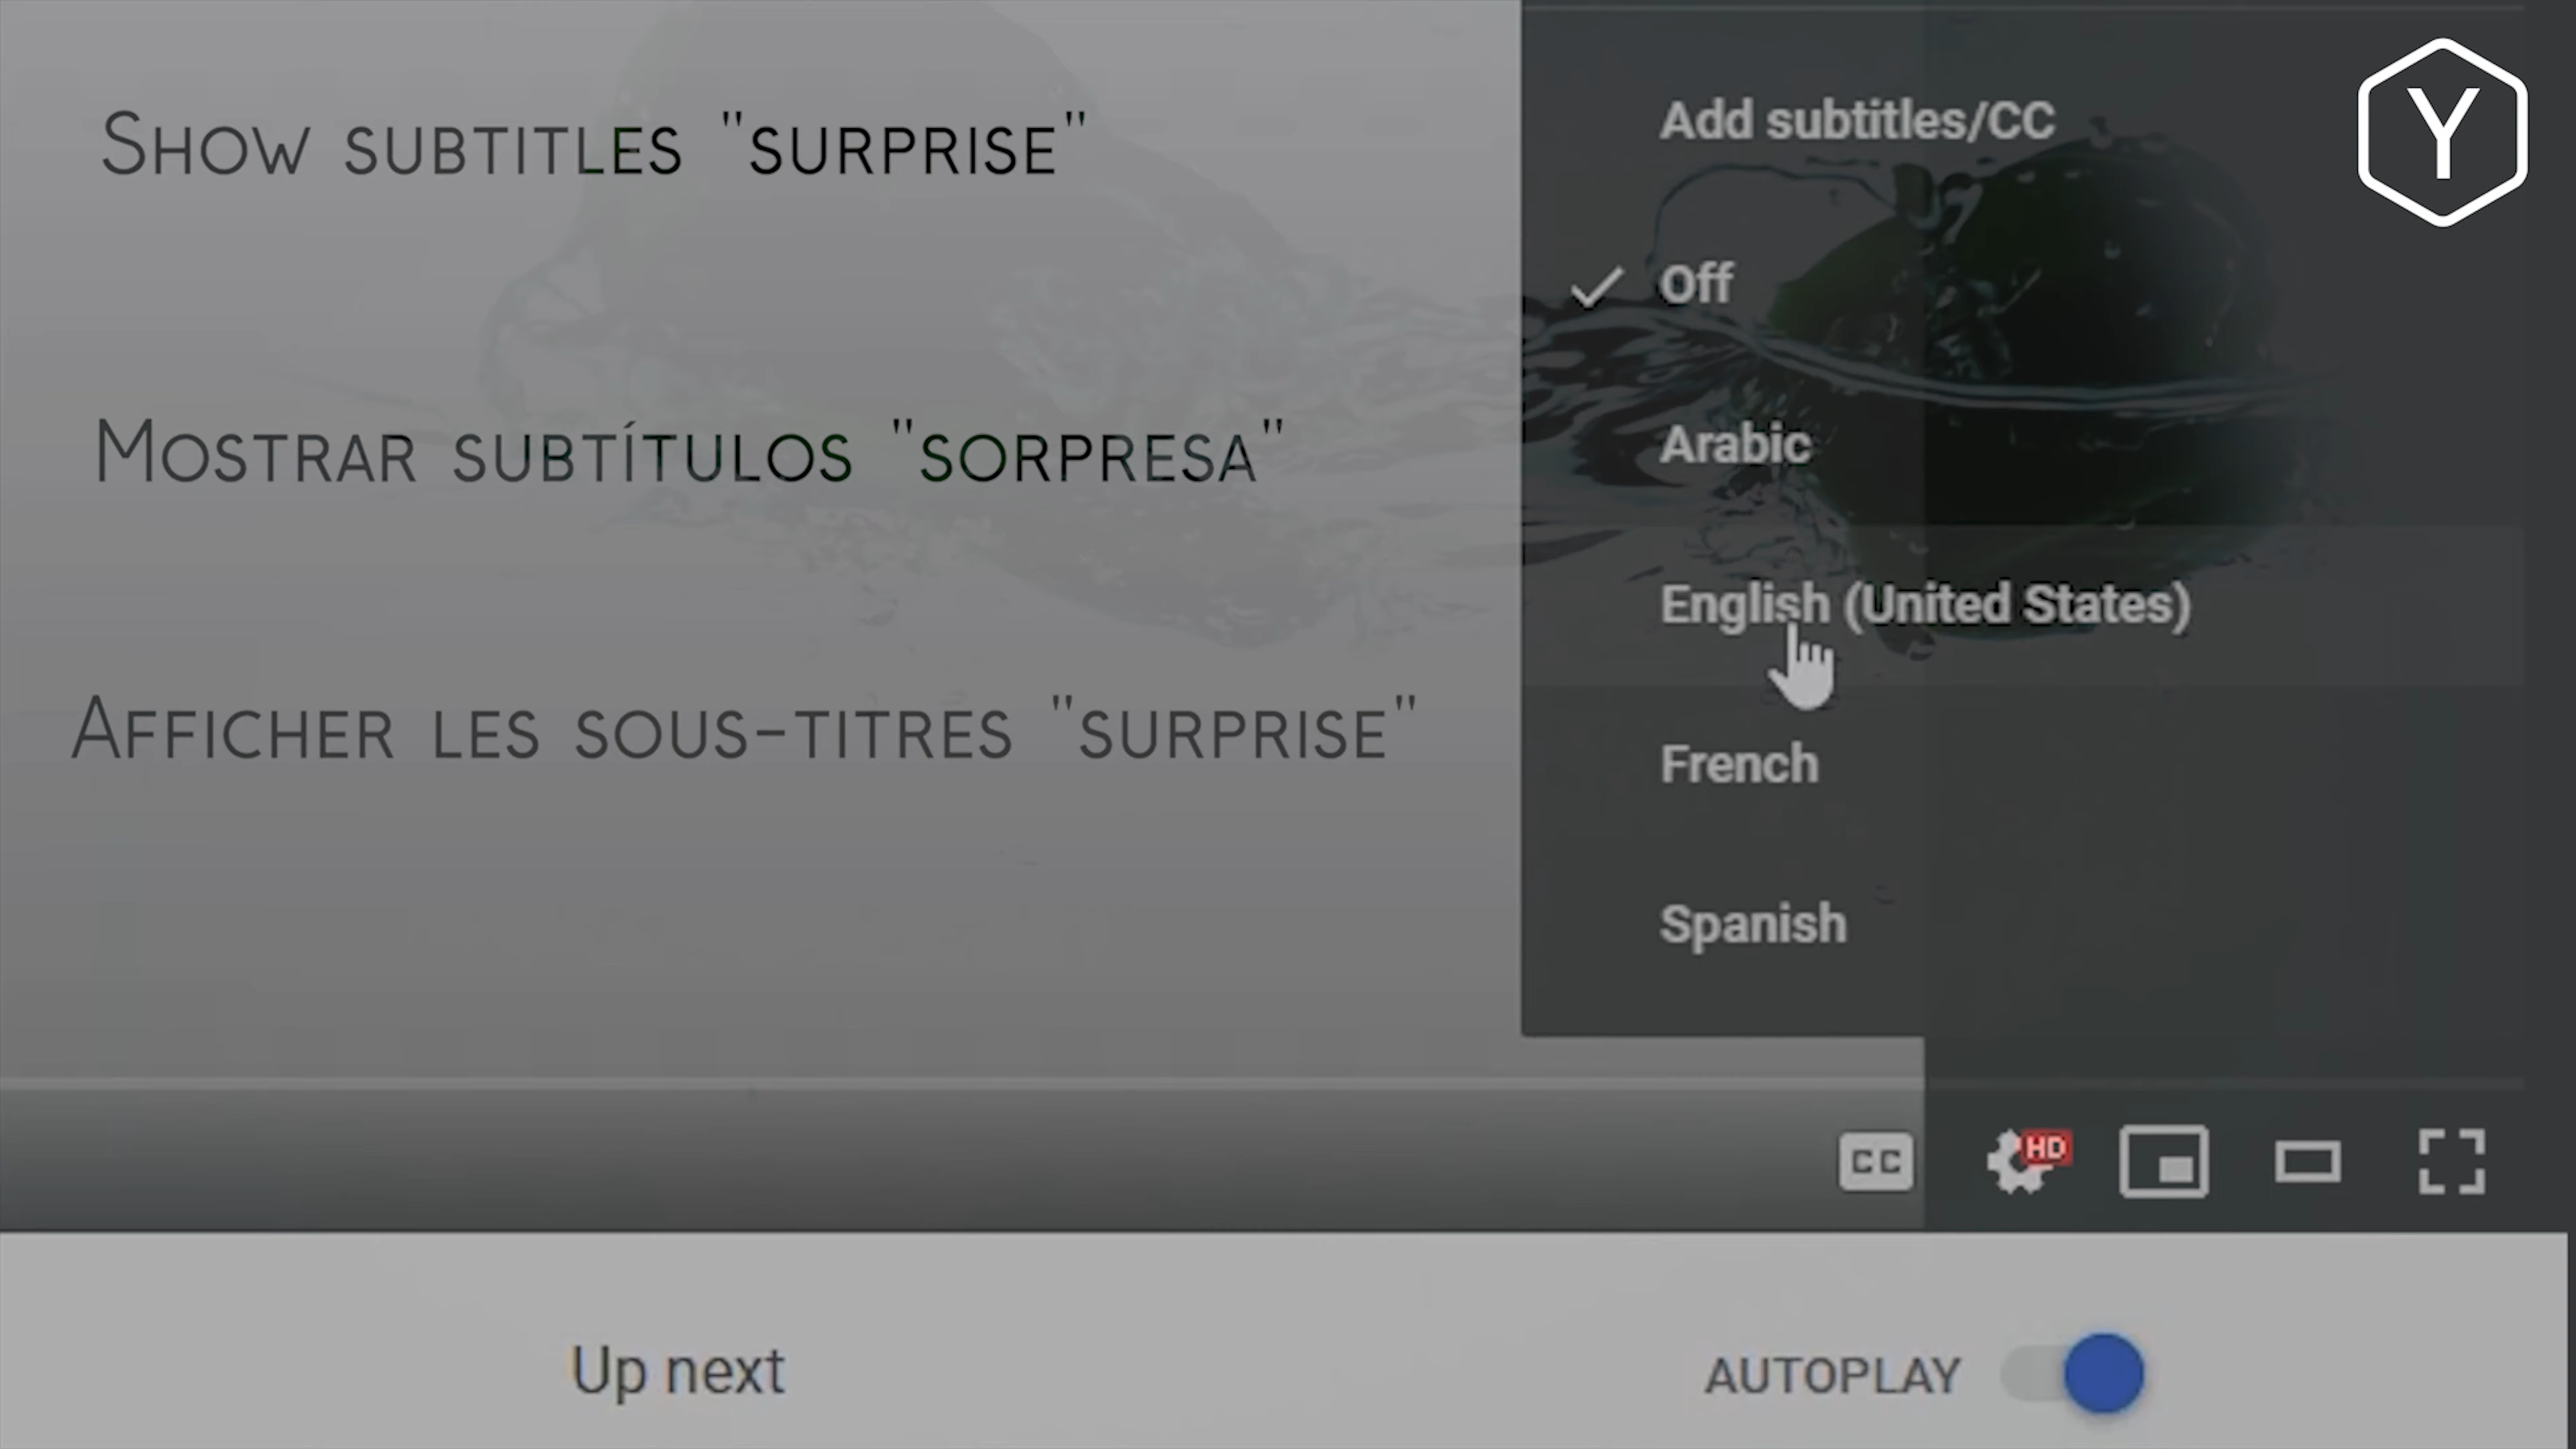 Show subtitles "surprise"
Mostrar subtítulos "sorpresa"
Afficher les sous-titres "surprise"
Add subtitles/CC
Off
Arabic
English (United States)
French
Spanish
Y
CC
HD
Up next
AUTOPLAY